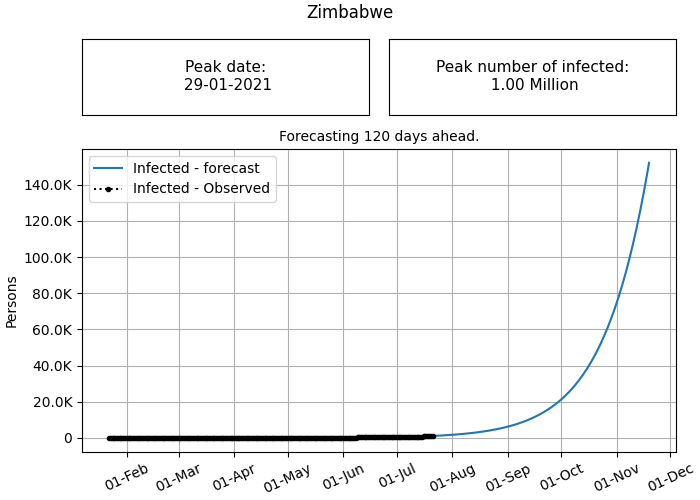 Zimbabwe
Peak date:
29-01-2021
Peak number of infected:
1.00 Million
Forecasting 120 days ahead.
Infected - forecast
Infected - Observed
140.0K
120.0K
100.0K
80.0K
60.0K
40.0K
20.0K
0
Persons
01-Feb
01-Mar
01-Apr
01-May
01-Jun
01-Jul
01-Aug
01-Sep
01-Oct
01-Nov
01-Dec